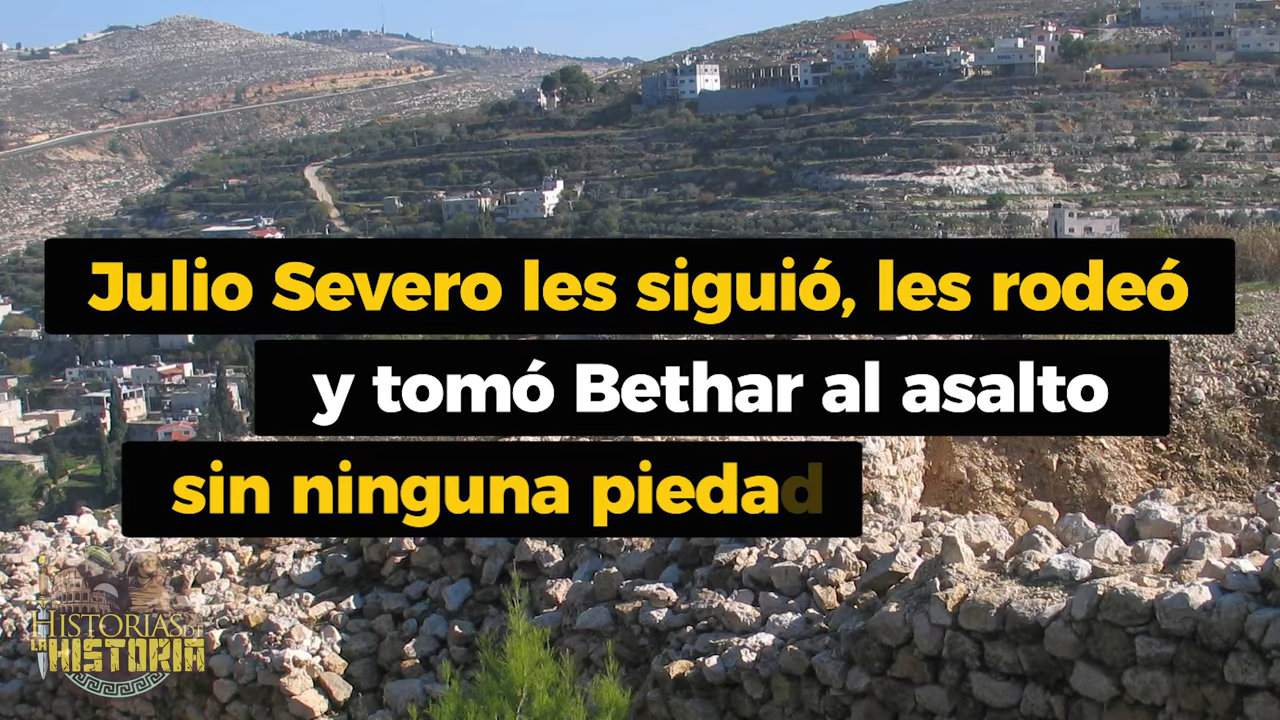 Julio Severo les siguió, les rodeó
y tomó Bethar al asalto
sin ninguna piedad
HISTORIAS DE
LA HISTORIA